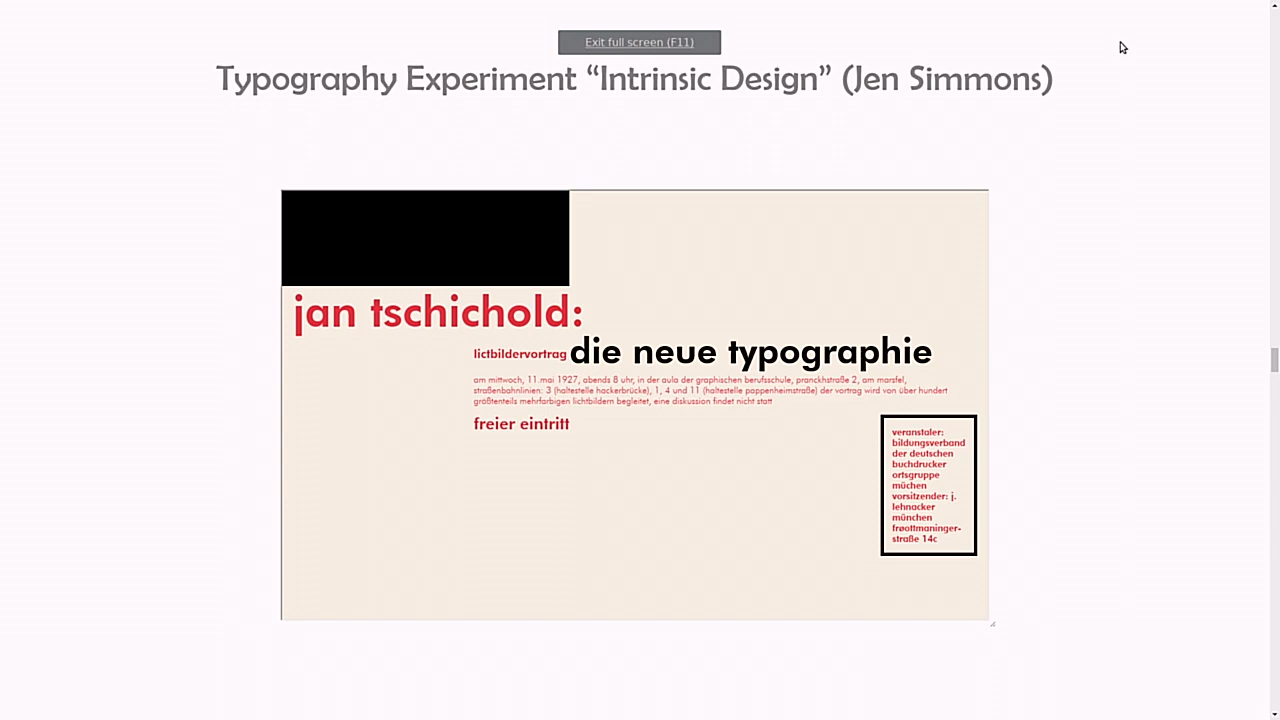 Exit full screen (F11)
Typography Experiment “Intrinsic Design” (Jen Simmons)
jan tschichold:
lictbildervortrag die neue typographie
am mittwoch, 11.mai 1927, abends 8 uhr, in der aula der graphischen berufsschule, pranckhstraße 2, am marsfel,
straßenbahnlinien: 3 (haltestelle hackerbrücke), 1, 4 und 11 (haltestelle pappenheimstraße) der vortrag wird von über hundert
größtenteils mehrfarbigen lichtbildern begleitet, eine diskussion findet nicht statt
freier eintritt
veranstaler:
bildungsverband
der deutschen
buchdrucker
ortsgruppe
müchen
vorsitzender: j.
lehnacker
münchen
frøottmaninger-
straße 14c